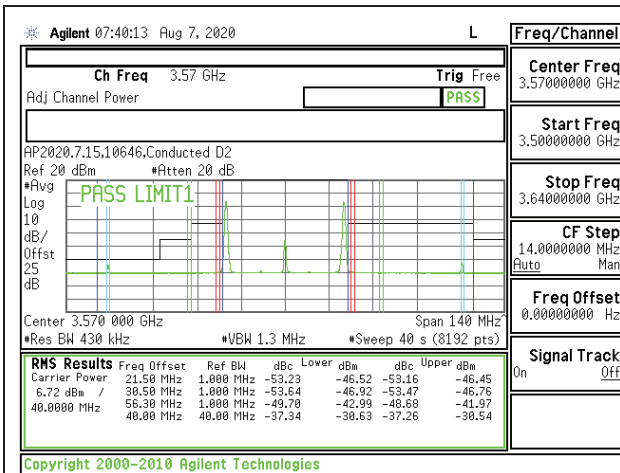 Agilent 07:40:13 Aug 7, 2020 L
Freq/Channel
Ch Freq 3.57 GHz Trig Free
Adj Channel Power PASS
Center Freq
3.57000000 GHz
Start Freq
3.50000000 GHz
Stop Freq
3.64000000 GHz
CF Step
14.0000000 MHz
Auto Man
Freq Offset
0.00000000 Hz
Signal Track
On Off
AP2020.7.15,10646,Conducted D2
Ref 20 dBm #Atten 20 dB
#Avg
Log
10
dB/
Offst
25
dB
PASS LIMIT1
Center 3.570 000 GHz Span 140 MHz^
#Res BW 430 kHz #VBW 1.3 MHz #Sweep 40 s (8192 pts)
RMS Results Freq Offset Ref BW dBc Lower dBm dBc Upper dBm
Carrier Power 21.50 MHz 1.000 MHz -53.23 -46.52 -53.16 -46.45
6.72 dBm / 30.50 MHz 1.000 MHz -53.64 -46.92 -53.47 -46.76
40.0000 MHz 56.30 MHz 1.000 MHz -49.70 -42.99 -48.68 -41.97
40.00 MHz 40.00 MHz -37.34 -30.63 -37.26 -30.54
Copyright 2000-2010 Agilent Technologies